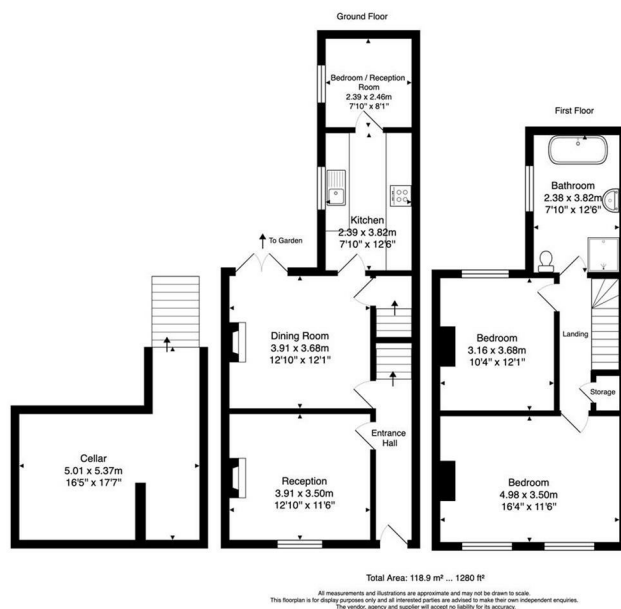 Ground Floor
Bedroom / Reception
Room
2.39 x 2.46m
7'10" x 8'1"
First Floor
Bathroom
2.38 x 3.82m
7'10" x 12'6"
Kitchen
2.39 x 3.82m
7'10" x 12'6"
To Garden
Dining Room
3.91 x 3.68m
12'10" x 12'1"
Bedroom
3.16 x 3.68m
10'4" x 12'1"
Landing
Storage
Entrance
Hall
Cellar
5.01 x 5.37m
16'5" x 17'7"
Reception
3.91 x 3.50m
12'10" x 11'6"
Bedroom
4.98 x 3.50m
16'4" x 11'6"
Total Area: 118.9 m² ... 1280 ft²
All measurements and illustrations are approximate and may not be drawn to scale.
This floorplan is for display purposes only and all interested parties are advised to make their own independent enquiries.
The vendor, agency and supplier will accept no liability for its accuracy.